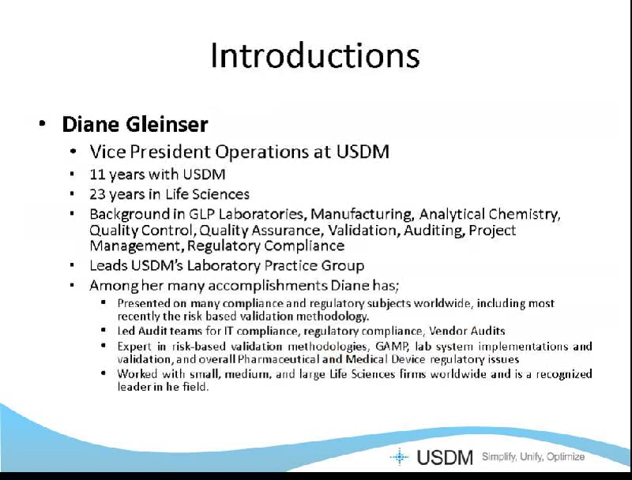 Introductions
• Diane Gleinser
• Vice President Operations at USDM
▪ 11 years with USDM
▪ 23 years in Life Sciences
▪ Background in GLP Laboratories, Manufacturing, Analytical Chemistry,
Quality Control, Quality Assurance, Validation, Auditing, Project
Management, Regulatory Compliance
▪ Leads USDM's Laboratory Practice Group
▪ Among her many accomplishments Diane has;
▪ Presented on many compliance and regulatory subjects worldwide, including most
recently the risk based validation methodology.
▪ Led Audit teams for IT compliance, regulatory compliance, Vendor Audits
▪ Expert in risk-based validation methodologies, GAMP, lab system implementations and
validation, and overall Pharmaceutical and Medical Device regulatory issues
▪ Worked with small, medium, and large Life Sciences firms worldwide and is a recognized
leader in he field.
USDM Simplify, Unify, Optimize